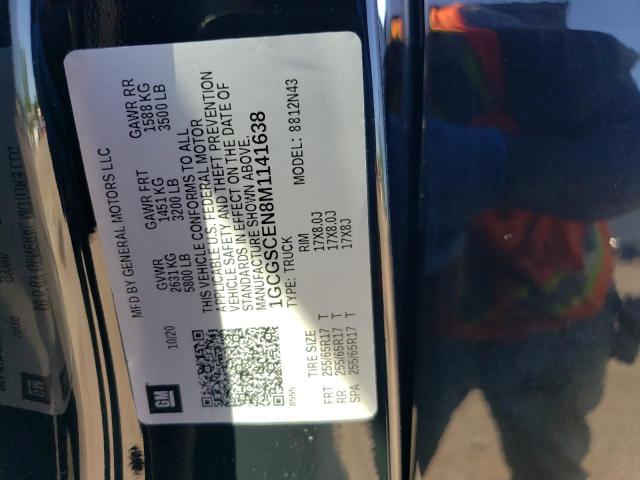 GM
10/20
MFD BY GENERAL MOTORS LLC
GVWR GAWR FRT GAWR RR
2631 KG 1451 KG 1588 KG
5800 LB 3200 LB 3500 LB
THIS VEHICLE CONFORMS TO ALL
APPLICABLE U.S. FEDERAL MOTOR
VEHICLE SAFETY AND THEFT PREVENTION
STANDARDS IN EFFECT ON THE DATE OF
MANUFACTURE SHOWN ABOVE.
1GCGSCEN8M1141638
8585 TYPE: TRUCK MODEL: 8812N43
TIRE SIZE RIM
FRT 255/65R17 T 17X8.0J
RR 255/65R17 T 17X8.0J
SPA 255/65R17 T 17X8J